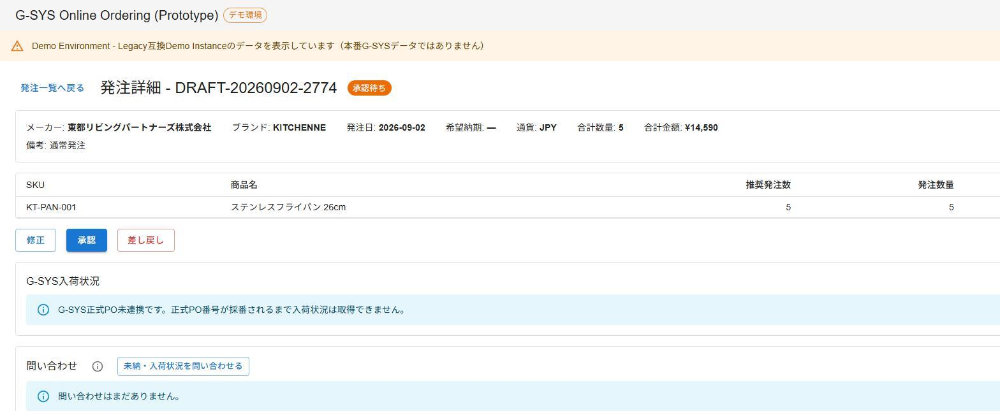 G-SYS Online Ordering (Prototype) デモ環境
Demo Environment - Legacy互換Demo Instanceのデータを表示しています（本番G-SYSデータではありません）
発注一覧へ戻る 発注詳細 - DRAFT-20260902-2774 承認待ち
メーカー: 東都リビングパートナーズ株式会社 ブランド: KITCHENNE 発注日: 2026-09-02 希望納期: — 通貨: JPY 合計数量: 5 合計金額: ¥14,590
備考: 通常発注
SKU 商品名 推奨発注数 発注数量
KT-PAN-001 ステンレスフライパン 26cm 5 5
修正 承認 差し戻し
G-SYS入荷状況
G-SYS正式PO未連携です。正式PO番号が採番されるまで入荷状況は取得できません。
問い合わせ 未納・入荷状況を問い合わせる
問い合わせはまだありません。